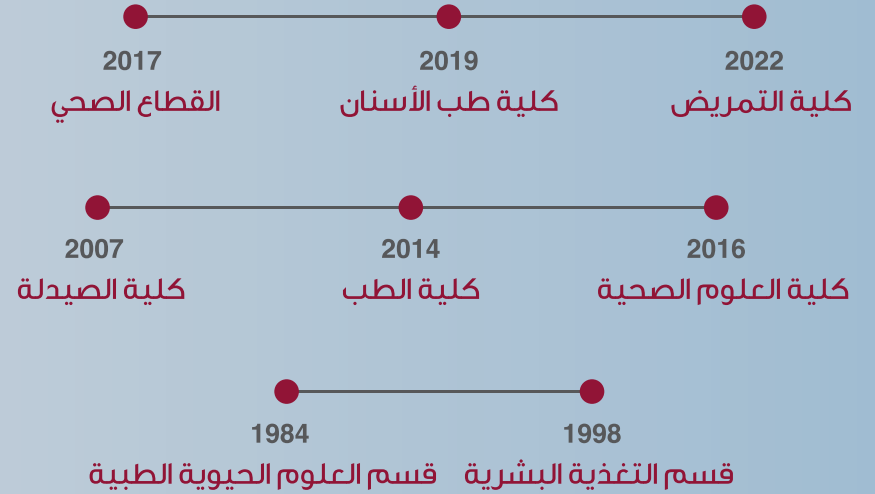 2017
القطاع الصحي
2019
كلية طب الأسنان
2022
كلية التمريض
2007
كلية الصيدلة
2014
كلية الطب
2016
كلية العلوم الصحية
1984
قسم العلوم الحيوية الطبية
1998
قسم التغذية البشرية